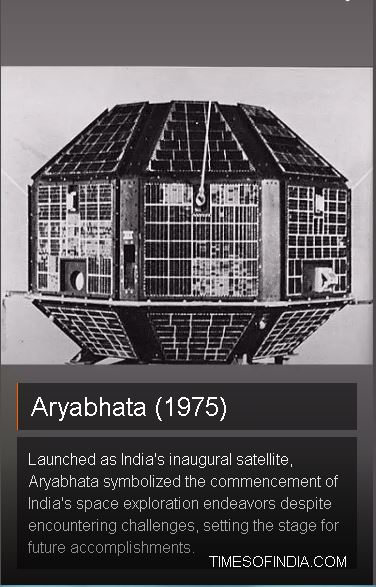 Aryabhata (1975)
Launched as India's inaugural satellite,
Aryabhata symbolized the commencement of
India's space exploration endeavors despite
encountering challenges, setting the stage for
future accomplishments.
TIMESOFINDIA.COM